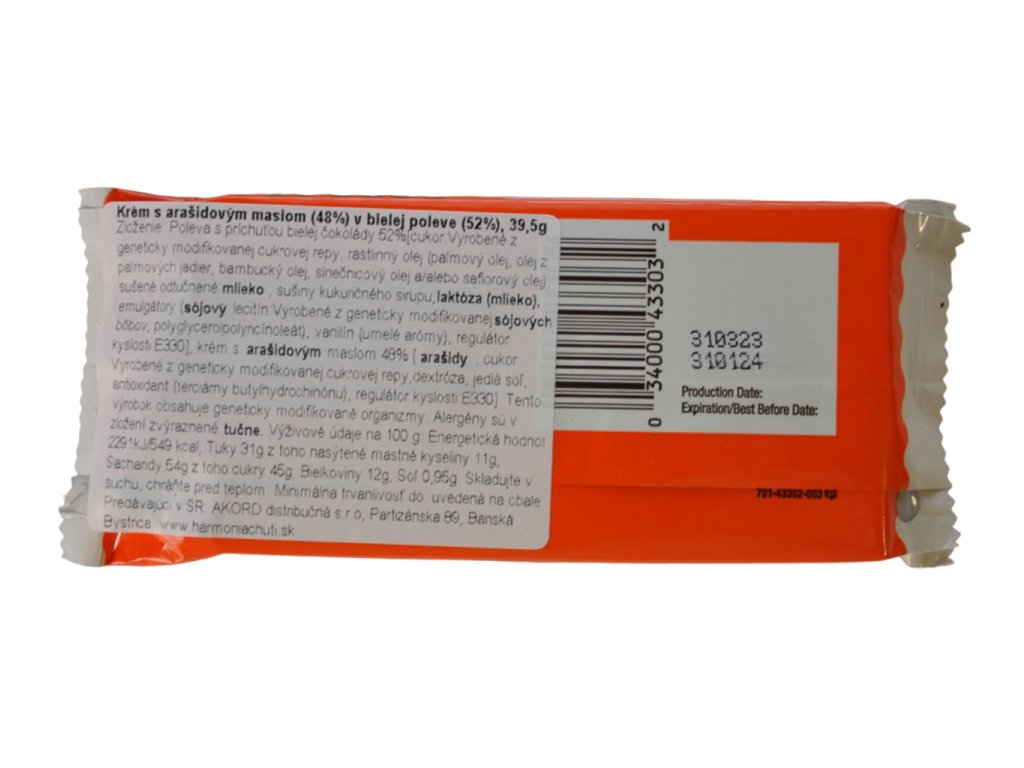 Krém s arašidovým maslom (48%) v bielej poleve (52%), 39,5g
Zloženie: Poleva s príchuťou bielej čokolády 52%[cukor.Vyrobené z
geneticky modifikovanej cukrovej repy, rastlinný olej (palmový olej, olej z
palmových jadier, bambucký olej, slnečnicový olej a/alebo saflorový olej),
sušené odtučnené mlieko , sušiny kukuričného sirupu,laktóza (mlieko),
emulgátory [sójový lecitín.Vyrobené z geneticky modifikovanej sójových
bôbov, polyglycerolpolyricínoleát), vanilín (umelé arómy), regulátor
kyslosti E330], krém s arašidovým maslom 48% [ arašidy , cukor
Vyrobené z geneticky modifikovanej cukrovej repy,dextróza, jedlá soľ,
antioxidant (terciárny butylhydrochinónu), regulátor kyslosti E330]. Tento
výrobok obsahuje geneticky modifikované organizmy. Alergény sú v
zložení zvýraznené tučne. Výživové údaje na 100 g: Energetická hodnot
2291kJ/549 kcal, Tuky 31g z toho nasýtené mastné kyseliny 11g,
Sacharidy 54g z toho cukry 45g, Bielkoviny 12g, Soľ 0,95g. Skladujte v
suchu, chráňte pred teplom. Minimálna trvanlivosť do: uvedená na obale
Predávajúci v SR: AKORD distribučná s.r.o, Partizánska 89, Banská
Bystrica www.harmoniachuti.sk
0 34000 43303 2
310323
310124
Production Date:
Expiration/Best Before Date:
701-43302-003